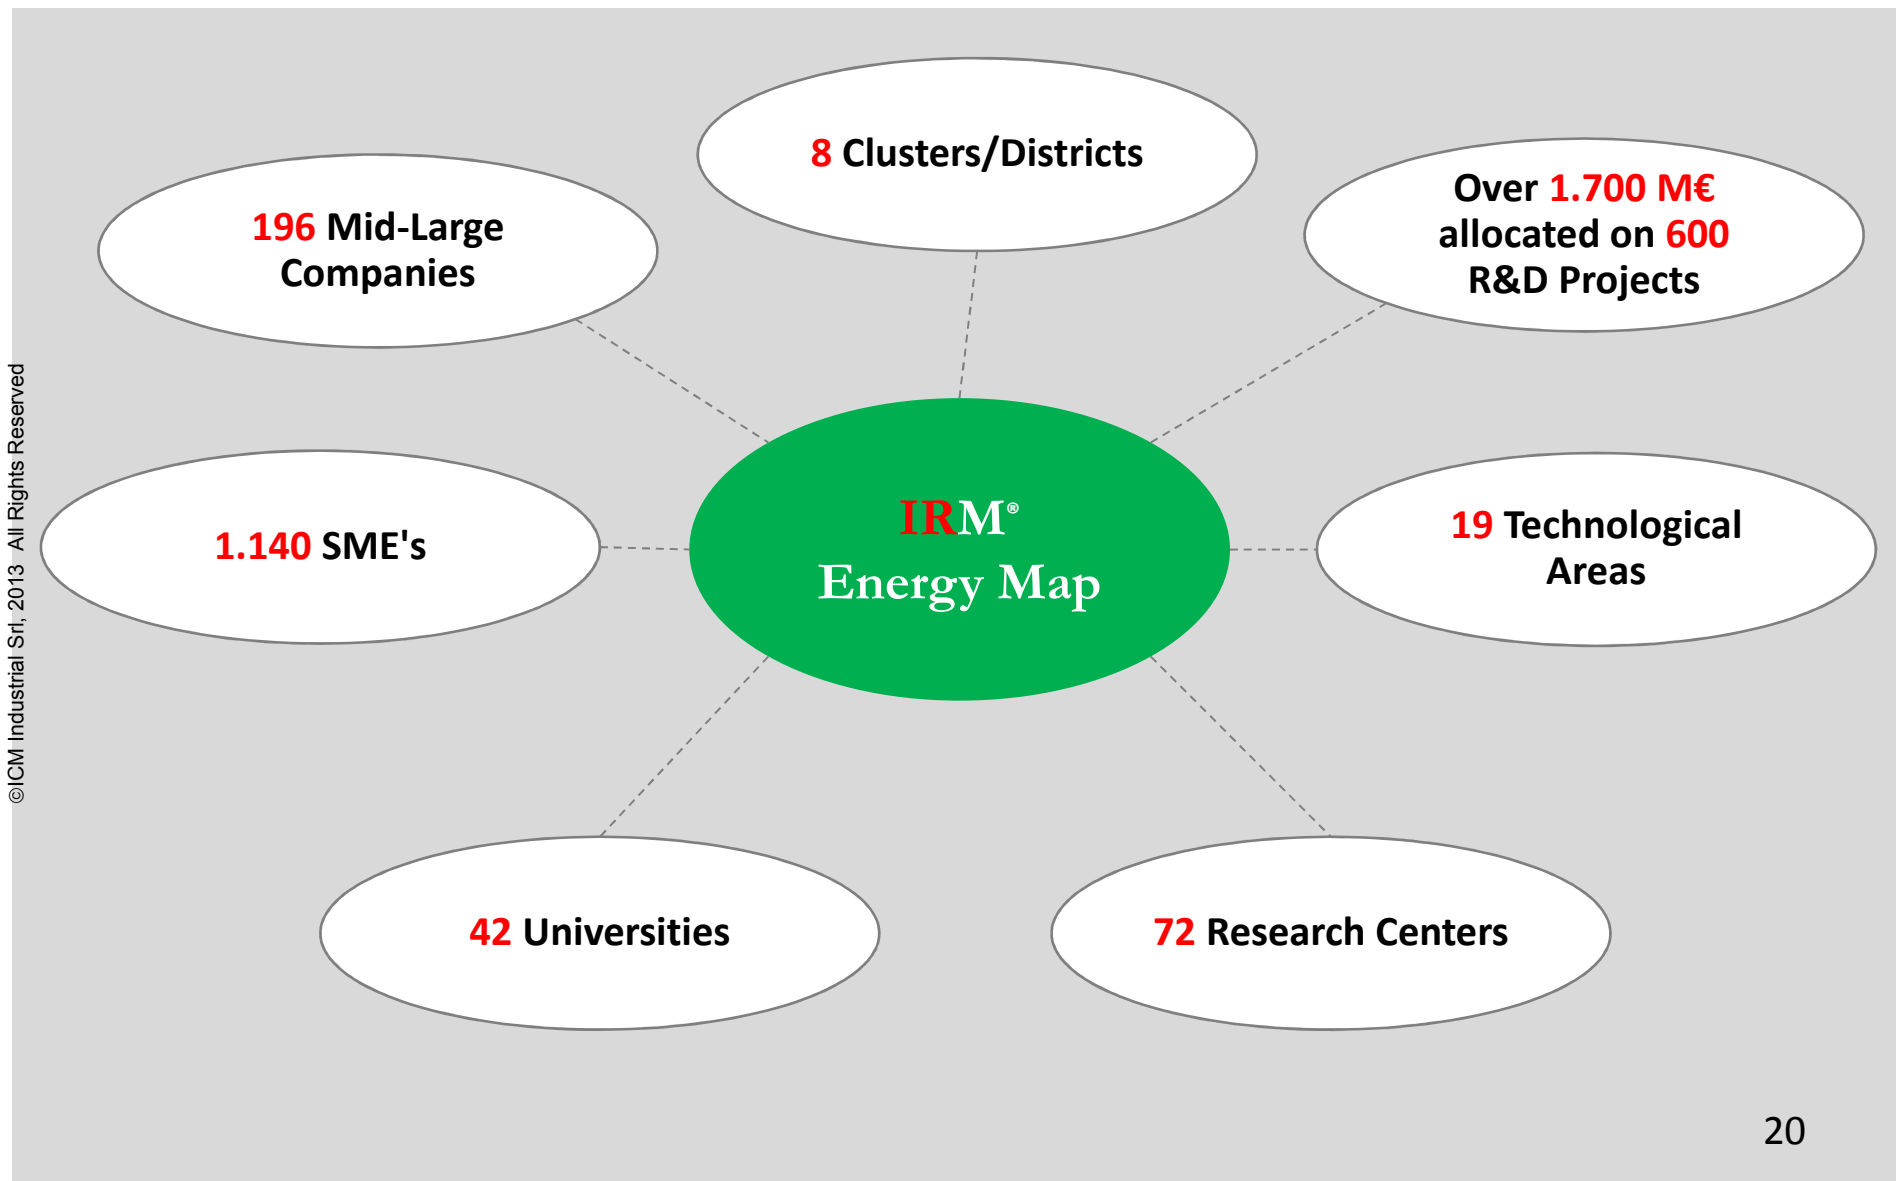 8 Clusters/Districts
196 Mid-Large
Companies
Over 1.700 M€
allocated on 600
R&D Projects
1.140 SME's
IRM®
Energy Map
19 Technological
Areas
42 Universities
72 Research Centers
©ICM Industrial Srl, 2013 All Rights Reserved
20